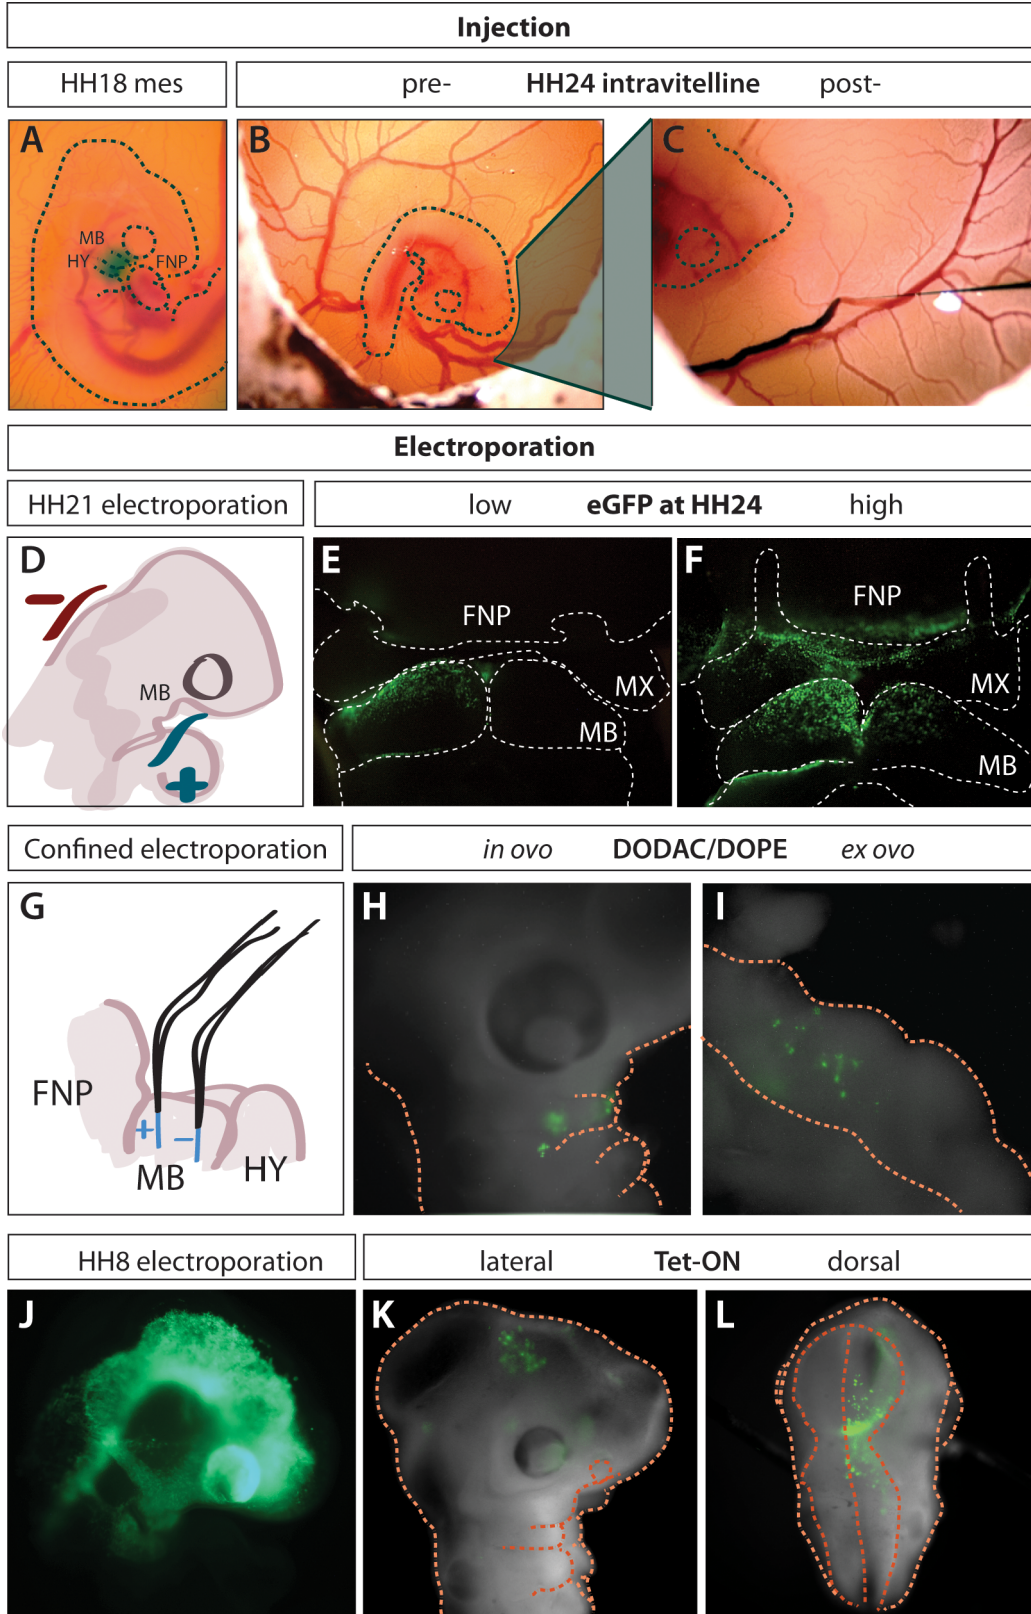 Injection
HH18 mes
pre- HH24 intravitelline post-
A
B
C
MB
HY
FNP
Electroporation
HH21 electroporation
low eGFP at HH24 high
D
E
F
FNP
FNP
MB
MX
MX
MB
MB
Confined electroporation
in ovo DODAC/DOPE ex ovo
G
H
I
FNP
+
–
MB
HY
HH8 electroporation
lateral Tet-ON dorsal
J
K
L